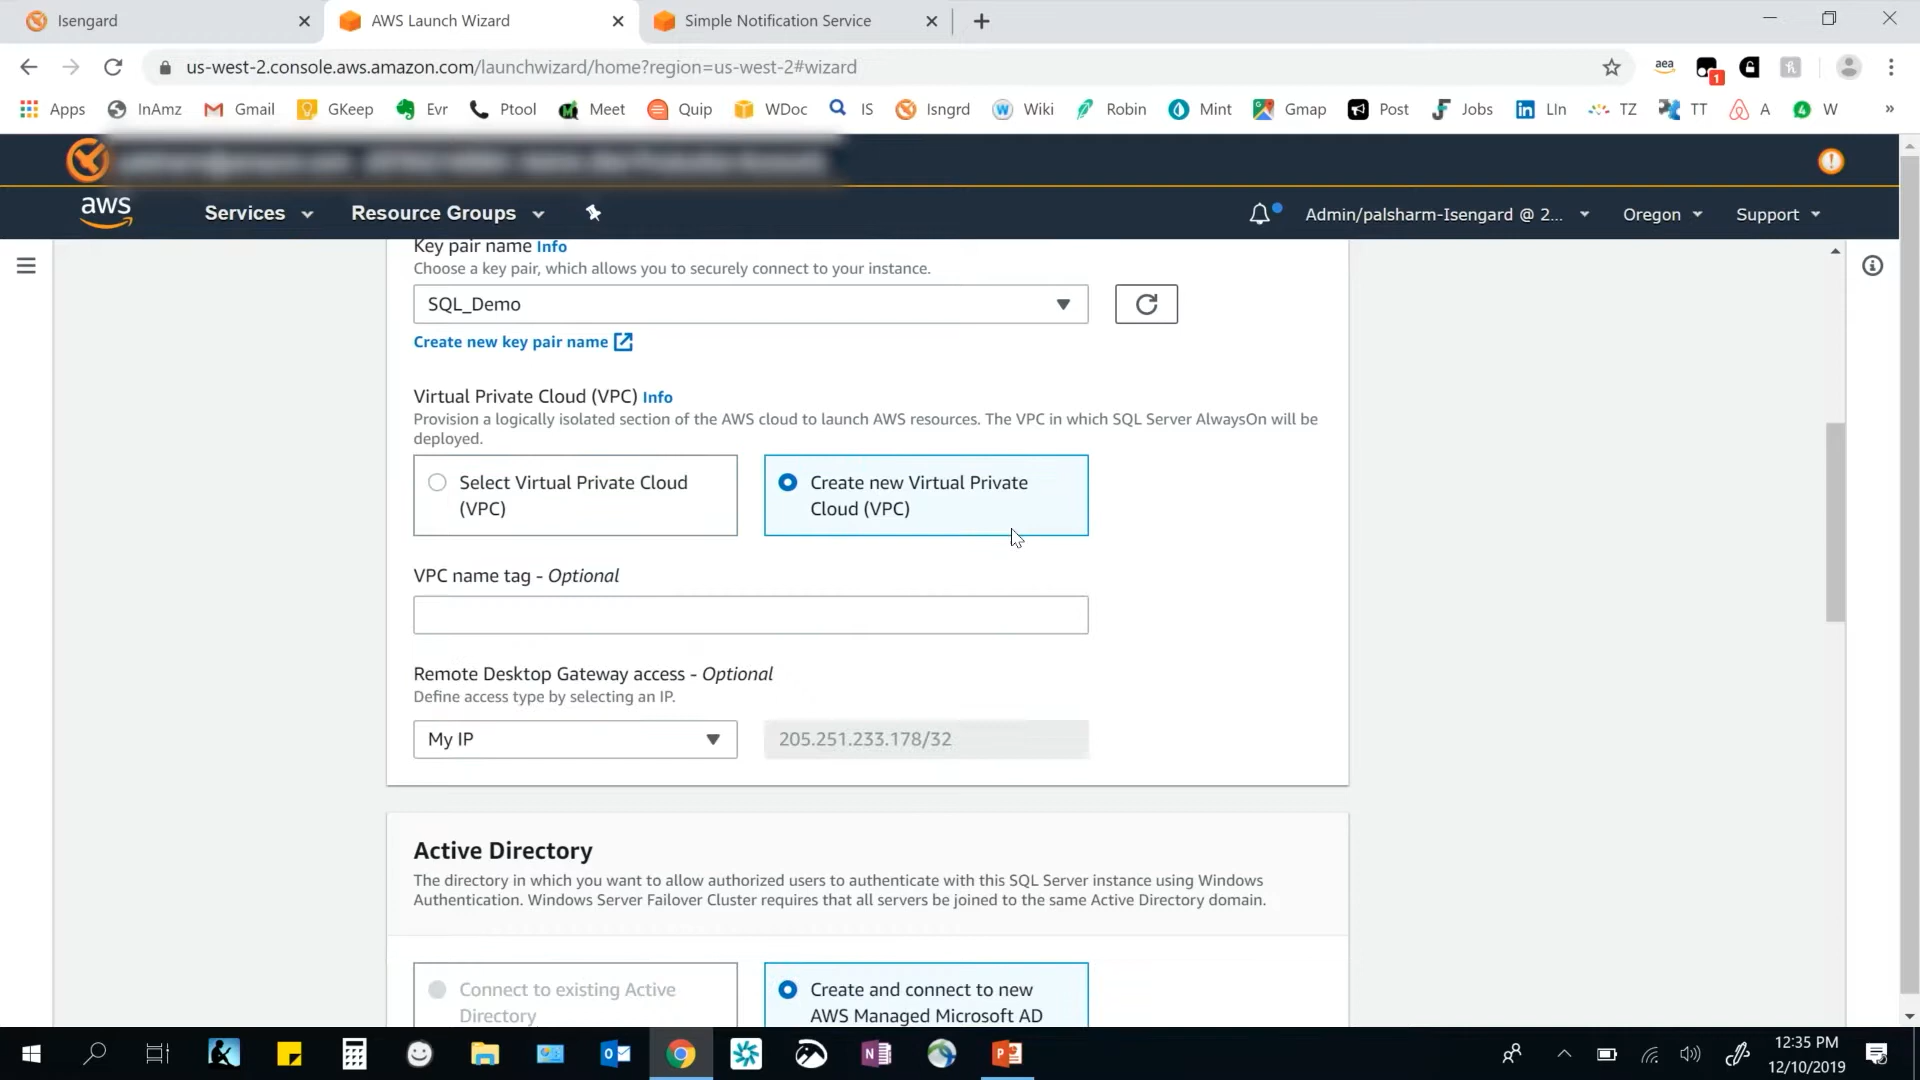 Isengard
AWS Launch Wizard
Simple Notification Service
us-west-2.console.aws.amazon.com/launchwizard/home?region=us-west-2#wizard
aea
1
Apps
InAmz
Gmail
GKeep
Evr
Ptool
Meet
Quip
WDoc
IS
Isngrd
Wiki
Robin
Mint
Gmap
Post
Jobs
LIn
TZ
TT
A
W
»
aws
Services
Resource Groups
Admin/palsharm-Isengard @ 2...
Oregon
Support
Key pair name Info
Choose a key pair, which allows you to securely connect to your instance.
SQL_Demo
Create new key pair name
Virtual Private Cloud (VPC) Info
Provision a logically isolated section of the AWS cloud to launch AWS resources. The VPC in which SQL Server AlwaysOn will be
deployed.
Select Virtual Private Cloud
(VPC)
Create new Virtual Private
Cloud (VPC)
VPC name tag - Optional
Remote Desktop Gateway access - Optional
Define access type by selecting an IP.
My IP
205.251.233.178/32
Active Directory
The directory in which you want to allow authorized users to authenticate with this SQL Server instance using Windows
Authentication. Windows Server Failover Cluster requires that all servers be joined to the same Active Directory domain.
Connect to existing Active
Directory
Create and connect to new
AWS Managed Microsoft AD
12:35 PM
12/10/2019